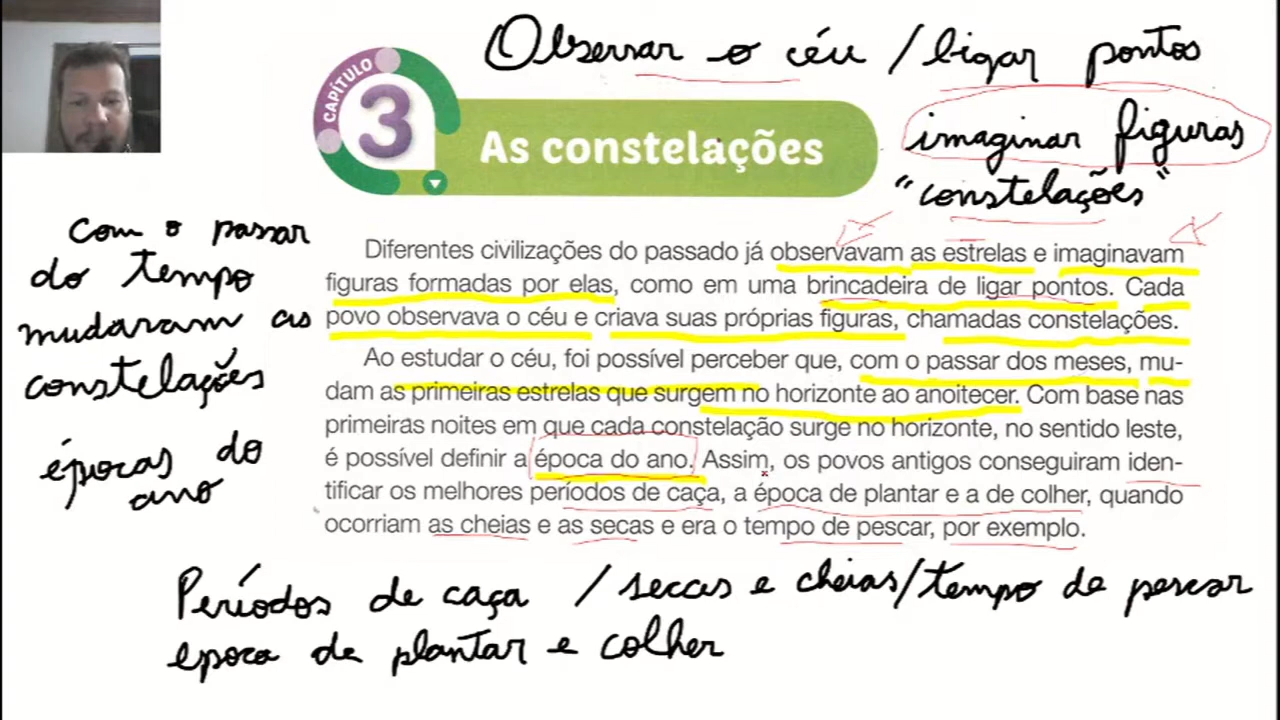 Observar o céu / ligar pontos
imaginar figuras
"constelações"
CAPÍTULO
3
As constelações
com o passar
do tempo
mudaram as
constelações
épocas do
ano
Diferentes civilizações do passado já observavam as estrelas e imaginavam
figuras formadas por elas, como em uma brincadeira de ligar pontos. Cada
povo observava o céu e criava suas próprias figuras, chamadas constelações.
Ao estudar o céu, foi possível perceber que, com o passar dos meses, mu-
dam as primeiras estrelas que surgem no horizonte ao anoitecer. Com base nas
primeiras noites em que cada constelação surge no horizonte, no sentido leste,
é possível definir a época do ano. Assim, os povos antigos conseguiram iden-
tificar os melhores períodos de caça, a época de plantar e a de colher, quando
ocorriam as cheias e as secas e era o tempo de pescar, por exemplo.
Períodos de caça / seccas e cheias/tempo de pescar
epoca de plantar e colher